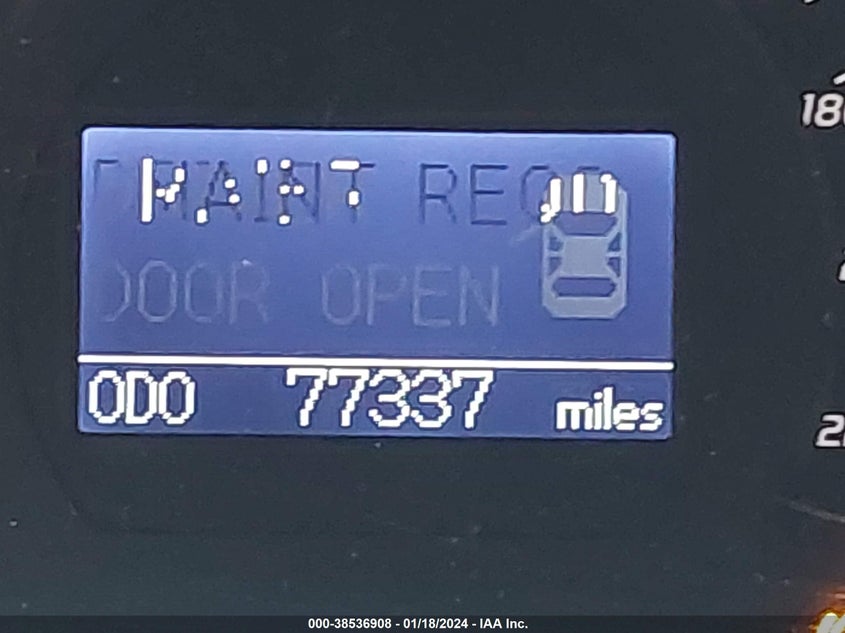 MAINT REQD
DOOR OPEN
ODO 77337 miles
000-38536908 - 01/18/2024 - IAA Inc.